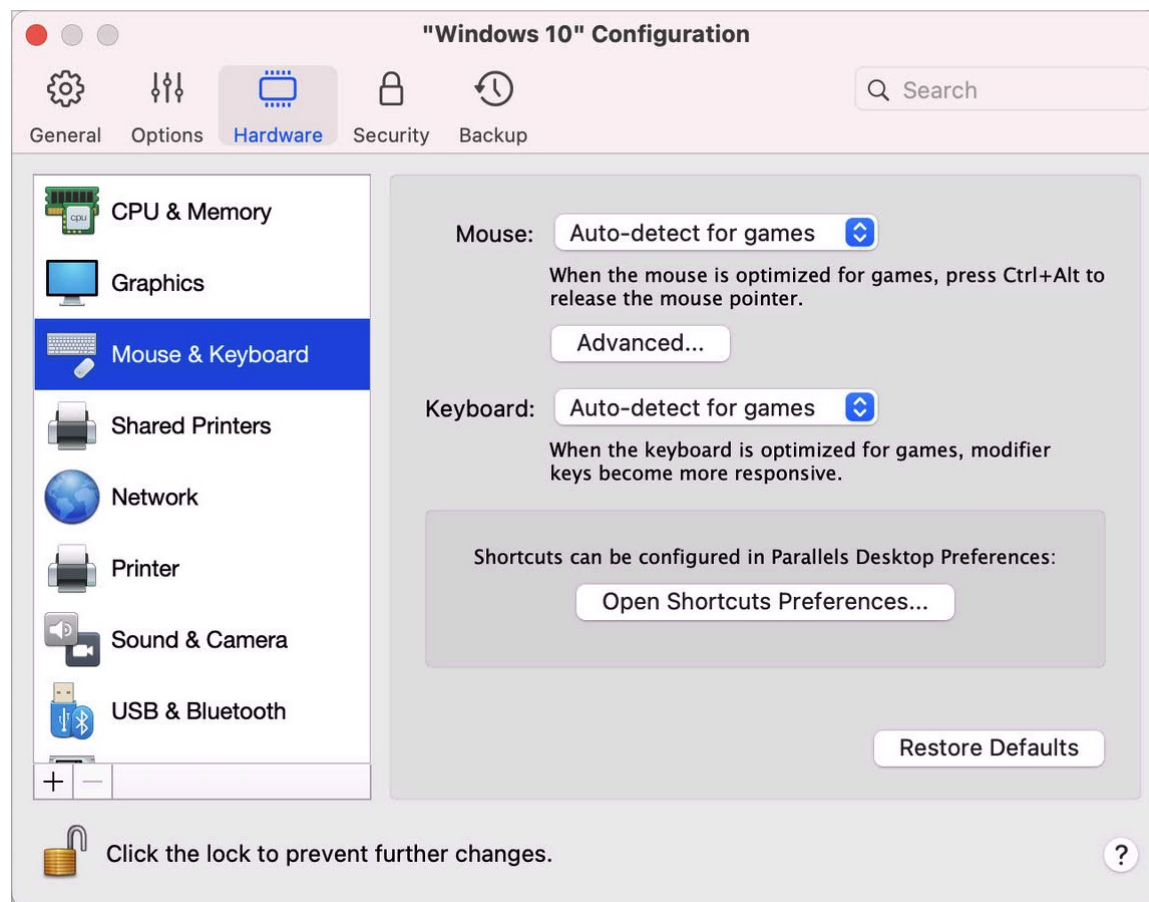 "Windows 10" Configuration
General
Options
Hardware
Security
Backup
Search
cpu
CPU & Memory
Graphics
Mouse & Keyboard
Shared Printers
Network
Printer
Sound & Camera
USB & Bluetooth
Mouse:
Auto-detect for games
When the mouse is optimized for games, press Ctrl+Alt to
release the mouse pointer.
Advanced...
Keyboard:
Auto-detect for games
When the keyboard is optimized for games, modifier
keys become more responsive.
Shortcuts can be configured in Parallels Desktop Preferences:
Open Shortcuts Preferences...
Restore Defaults
Click the lock to prevent further changes.
?